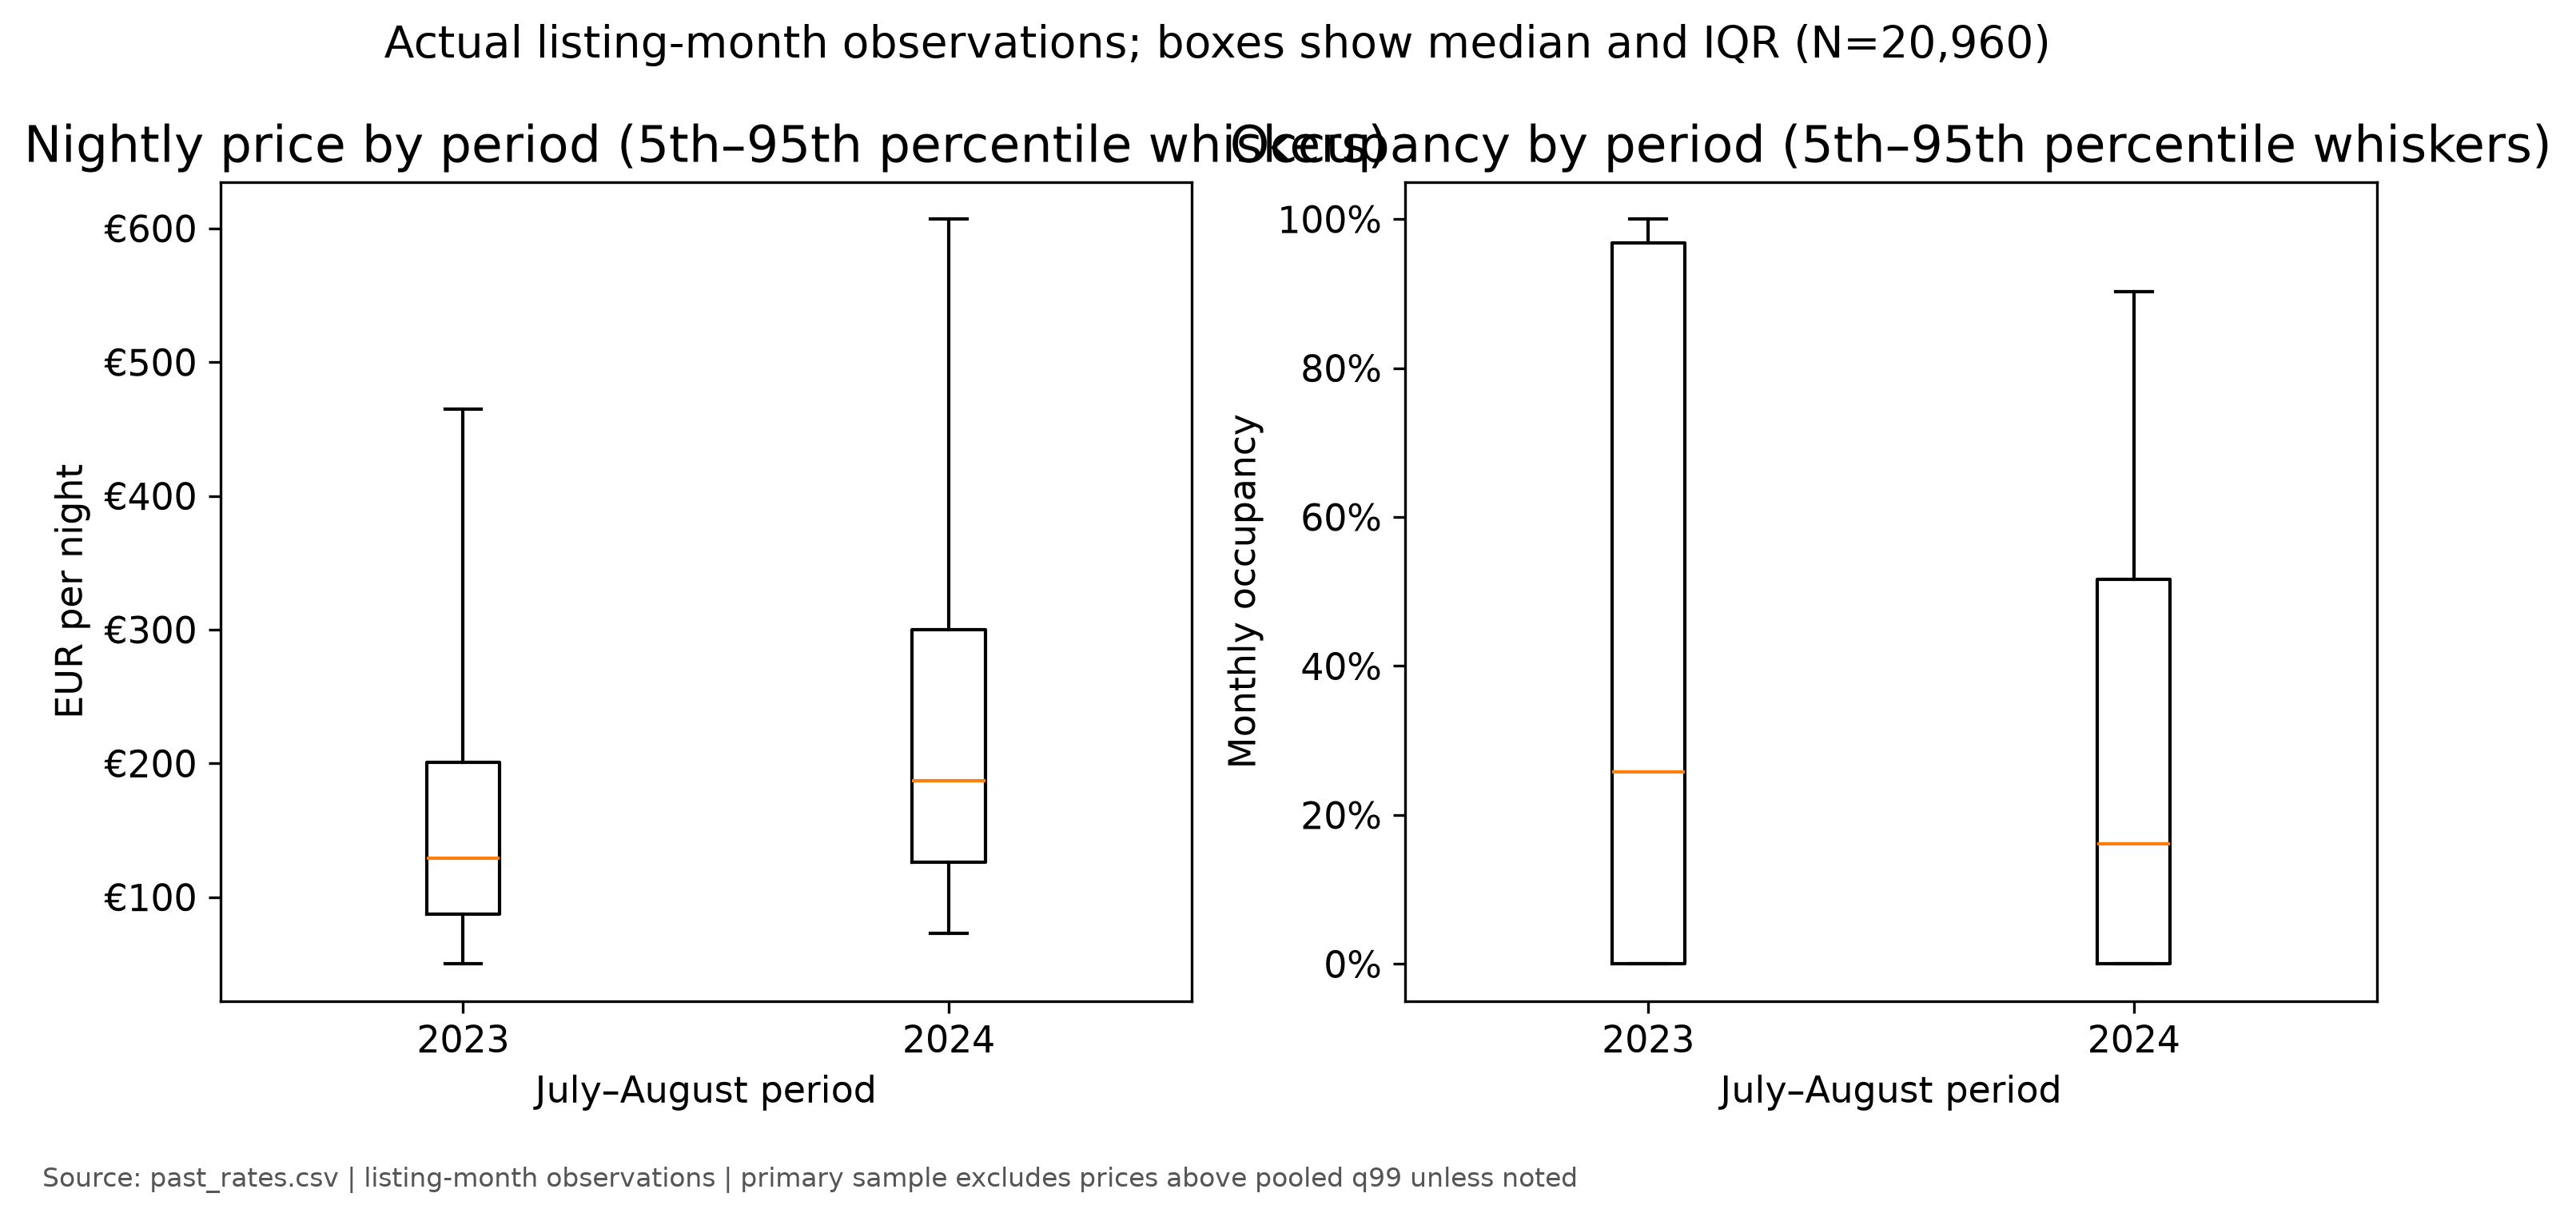 Actual listing-month observations; boxes show median and IQR (N=20,960)
Nightly price by period (5th–95th percentile whiskers)
Occupancy by period (5th–95th percentile whiskers)
€600
€500
€400
€300
€200
€100
EUR per night
2023
2024
July–August period
100%
80%
60%
40%
20%
0%
Monthly occupancy
2023
2024
July–August period
Source: past_rates.csv | listing-month observations | primary sample excludes prices above pooled q99 unless noted